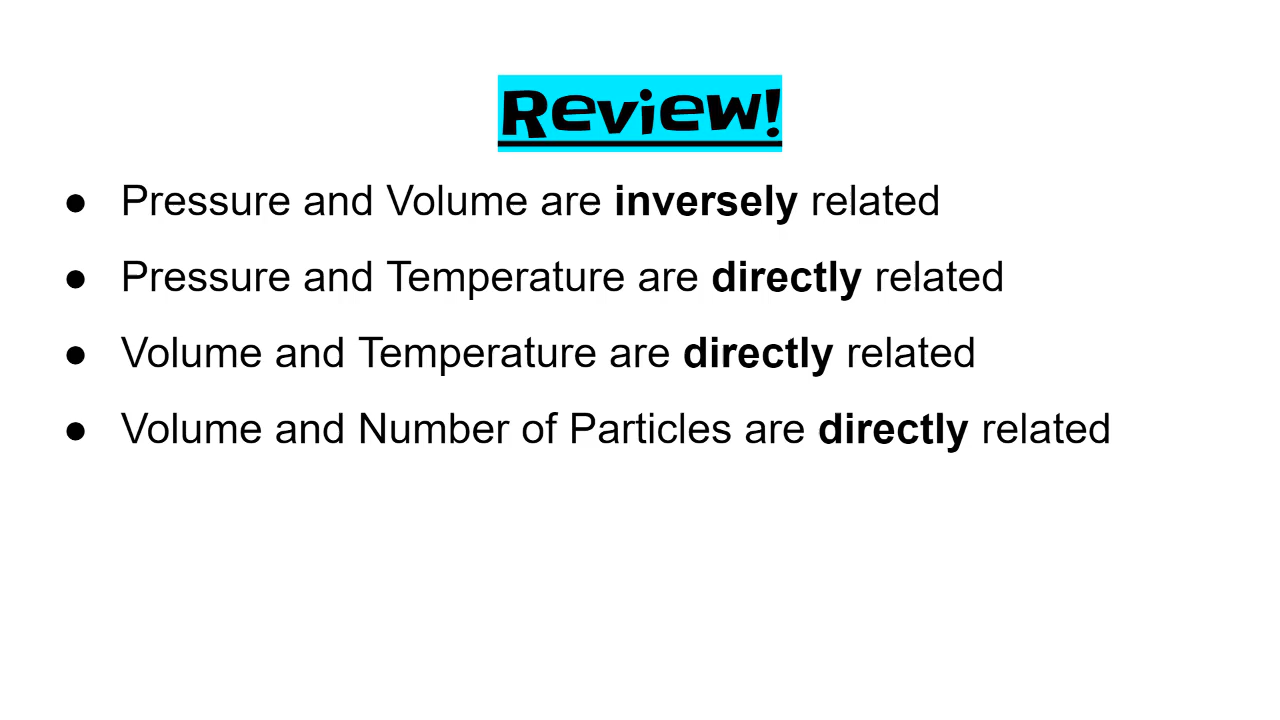 Review!
● Pressure and Volume are inversely related
● Pressure and Temperature are directly related
● Volume and Temperature are directly related
● Volume and Number of Particles are directly related